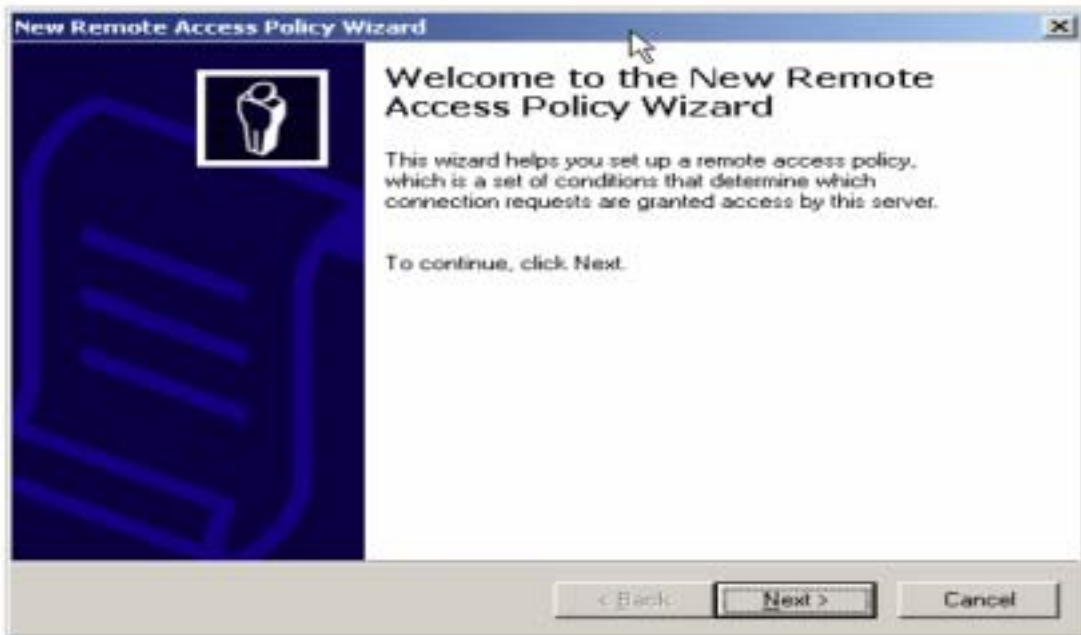 New Remote Access Policy Wizard
Welcome to the New Remote
Access Policy Wizard
This wizard helps you set up a remote access policy,
which is a set of conditions that determine which
connection requests are granted access by this server.
To continue, click Next.
< Back
Next >
Cancel